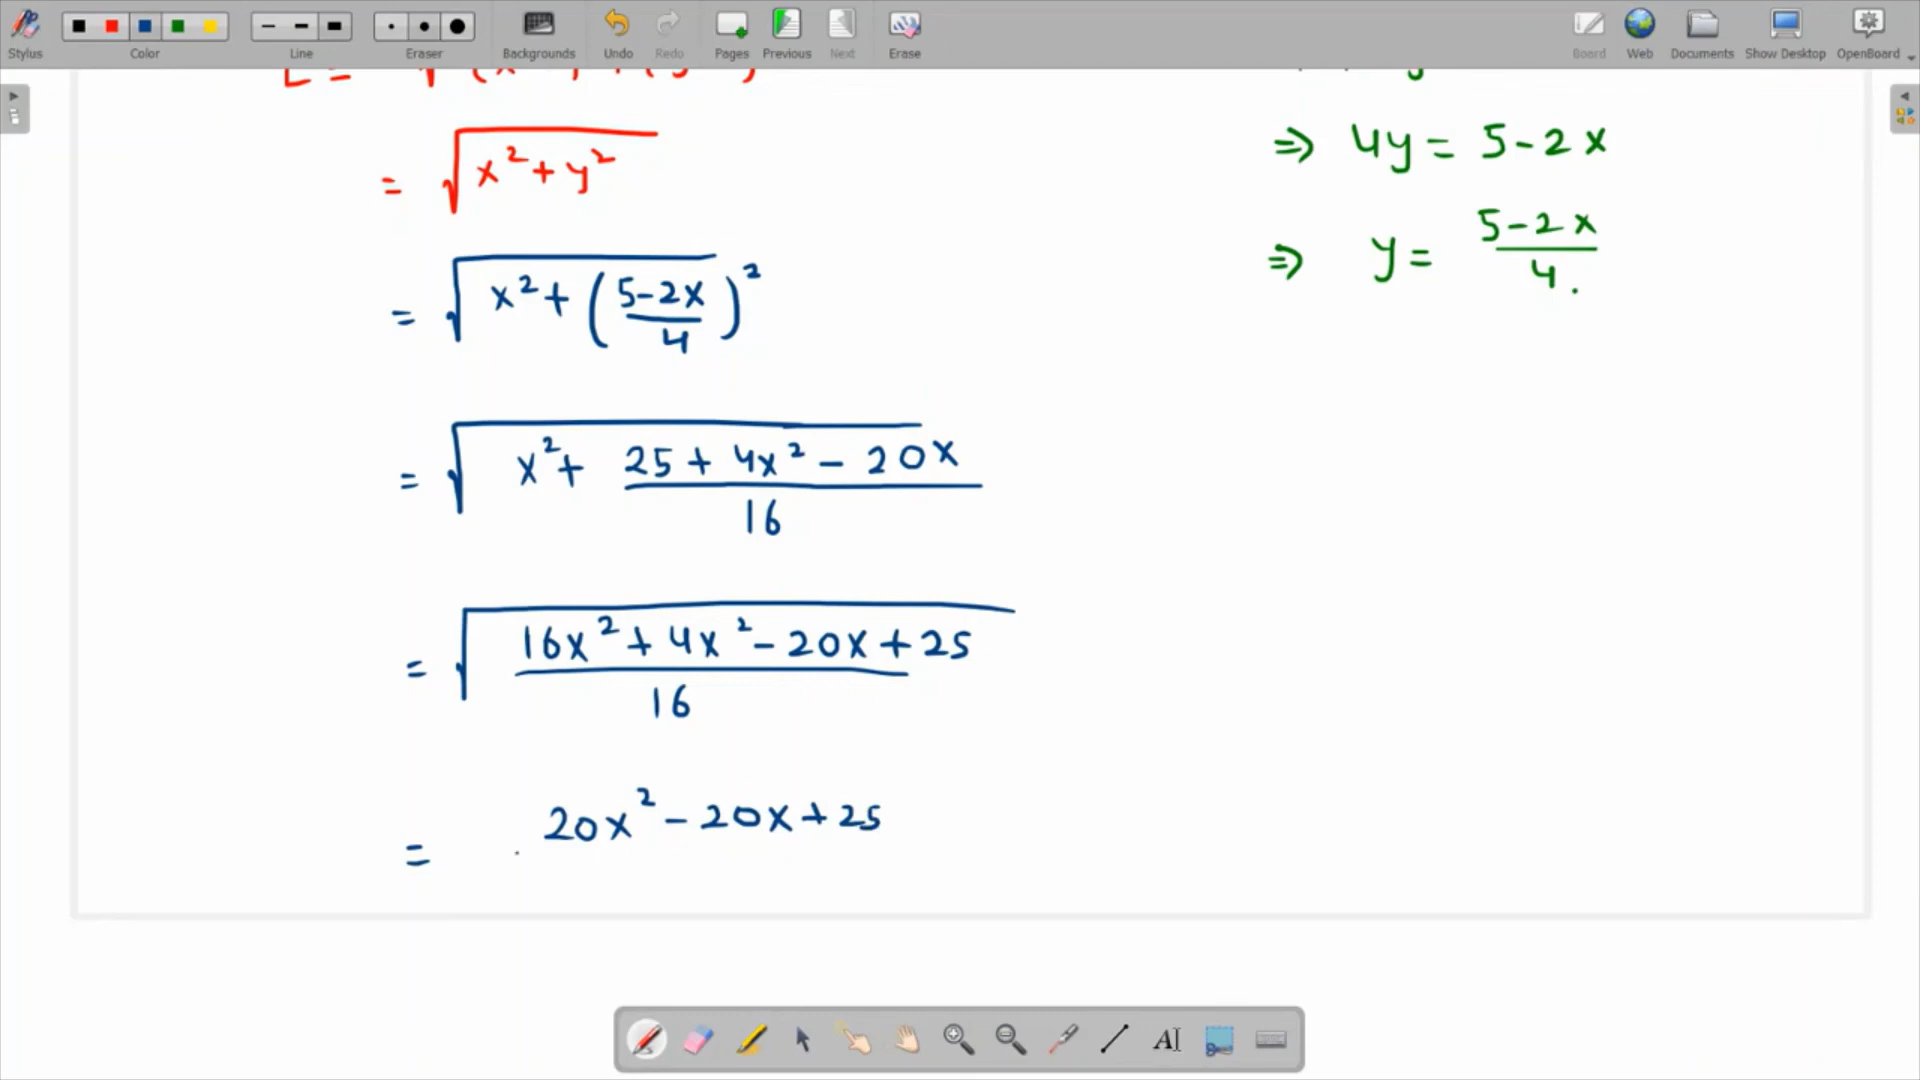 Stylus Color Line Eraser Backgrounds Undo Redo Pages Previous Next Erase Board Web Documents Show Desktop OpenBoard
= √(x² + y²)
= √(x² + ((5-2x)/4)²)
= √(x² + (25 + 4x² - 20x)/16)
= √((16x² + 4x² - 20x + 25)/16)
= 20x² - 20x + 25
⇒ 4y = 5-2x
⇒ y = (5-2x)/4.